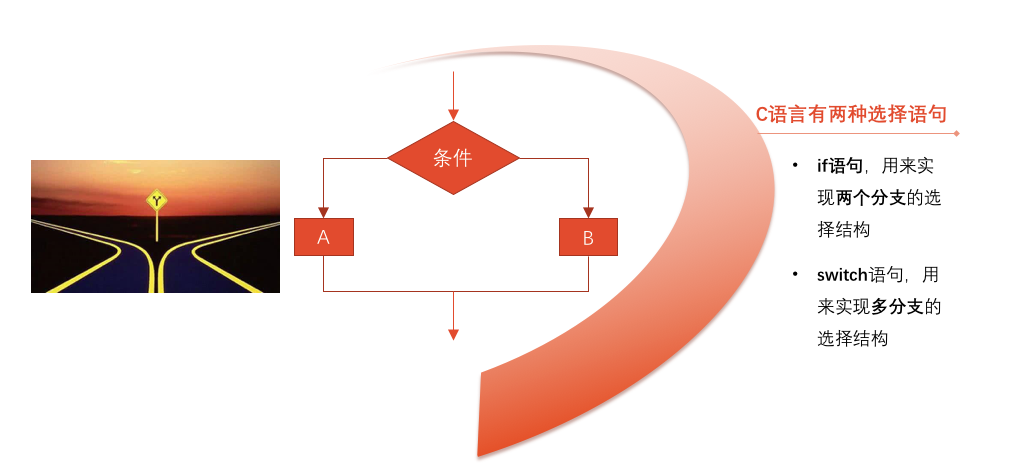 条件
A
B
C语言有两种选择语句
• if语句，用来实
现两个分支的选
择结构
• switch语句，用
来实现多分支的
选择结构